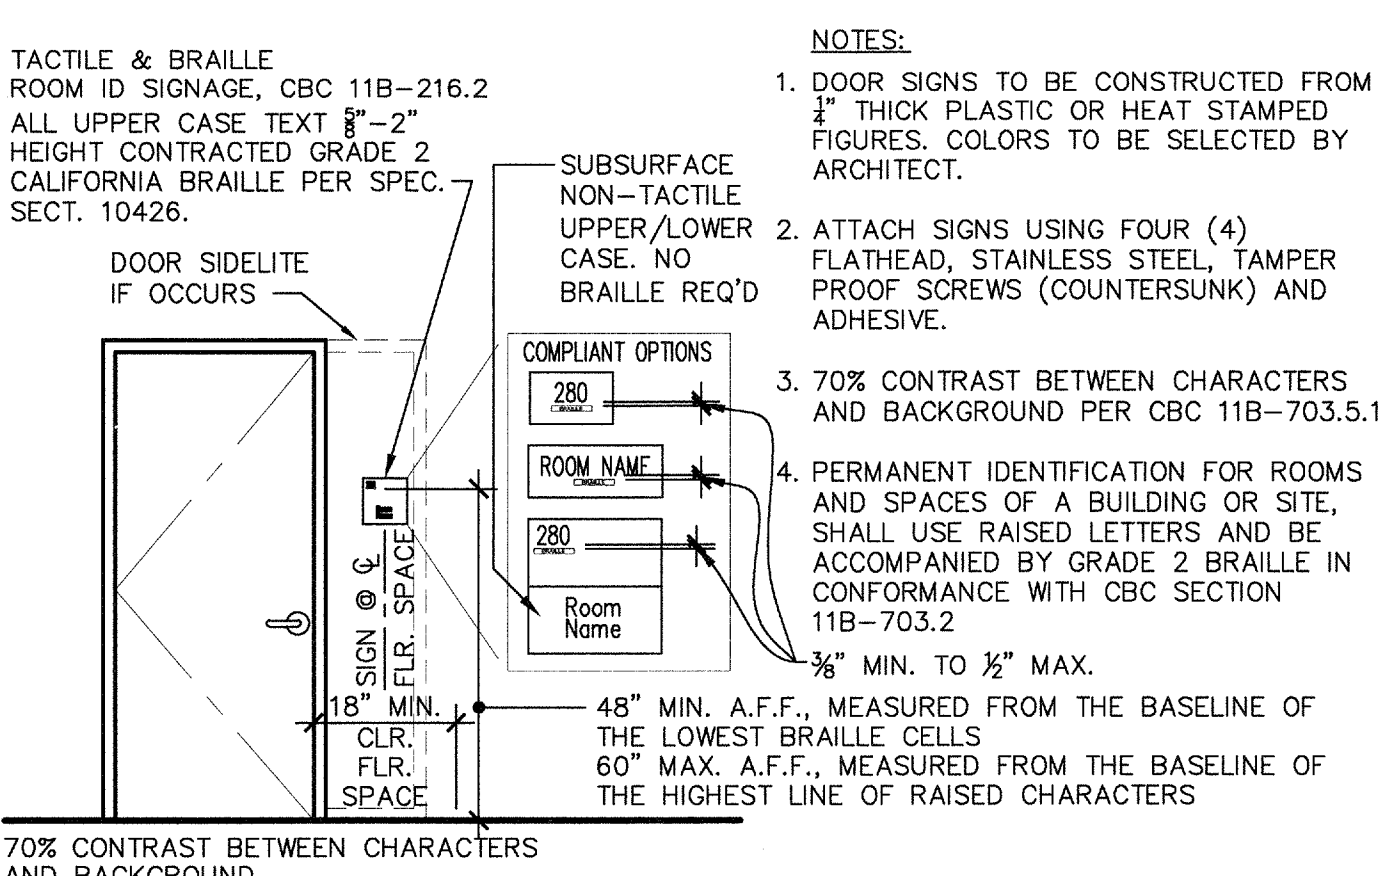 TACTILE & BRAILLE
ROOM ID SIGNAGE, CBC 11B-216.2
ALL UPPER CASE TEXT 5/8"-2"
HEIGHT CONTRACTED GRADE 2
CALIFORNIA BRAILLE PER SPEC.
SECT. 10426.
DOOR SIDELITE
IF OCCURS
SUBSURFACE
NON-TACTILE
UPPER/LOWER
CASE. NO
BRAILLE REQ'D
COMPLIANT OPTIONS
280
BRAILLE
ROOM NAME
BRAILLE
280
BRAILLE
Room
Name
SIGN @ ℄
FLR. SPACE
18" MIN.
CLR.
FLR.
SPACE
NOTES:
1. DOOR SIGNS TO BE CONSTRUCTED FROM
1/4" THICK PLASTIC OR HEAT STAMPED
FIGURES. COLORS TO BE SELECTED BY
ARCHITECT.
2. ATTACH SIGNS USING FOUR (4)
FLATHEAD, STAINLESS STEEL, TAMPER
PROOF SCREWS (COUNTERSUNK) AND
ADHESIVE.
3. 70% CONTRAST BETWEEN CHARACTERS
AND BACKGROUND PER CBC 11B-703.5.1
4. PERMANENT IDENTIFICATION FOR ROOMS
AND SPACES OF A BUILDING OR SITE,
SHALL USE RAISED LETTERS AND BE
ACCOMPANIED BY GRADE 2 BRAILLE IN
CONFORMANCE WITH CBC SECTION
11B-703.2
3/8" MIN. TO 1/2" MAX.
48" MIN. A.F.F., MEASURED FROM THE BASELINE OF
THE LOWEST BRAILLE CELLS
60" MAX. A.F.F., MEASURED FROM THE BASELINE OF
THE HIGHEST LINE OF RAISED CHARACTERS
70% CONTRAST BETWEEN CHARACTERS
AND BACKGROUND